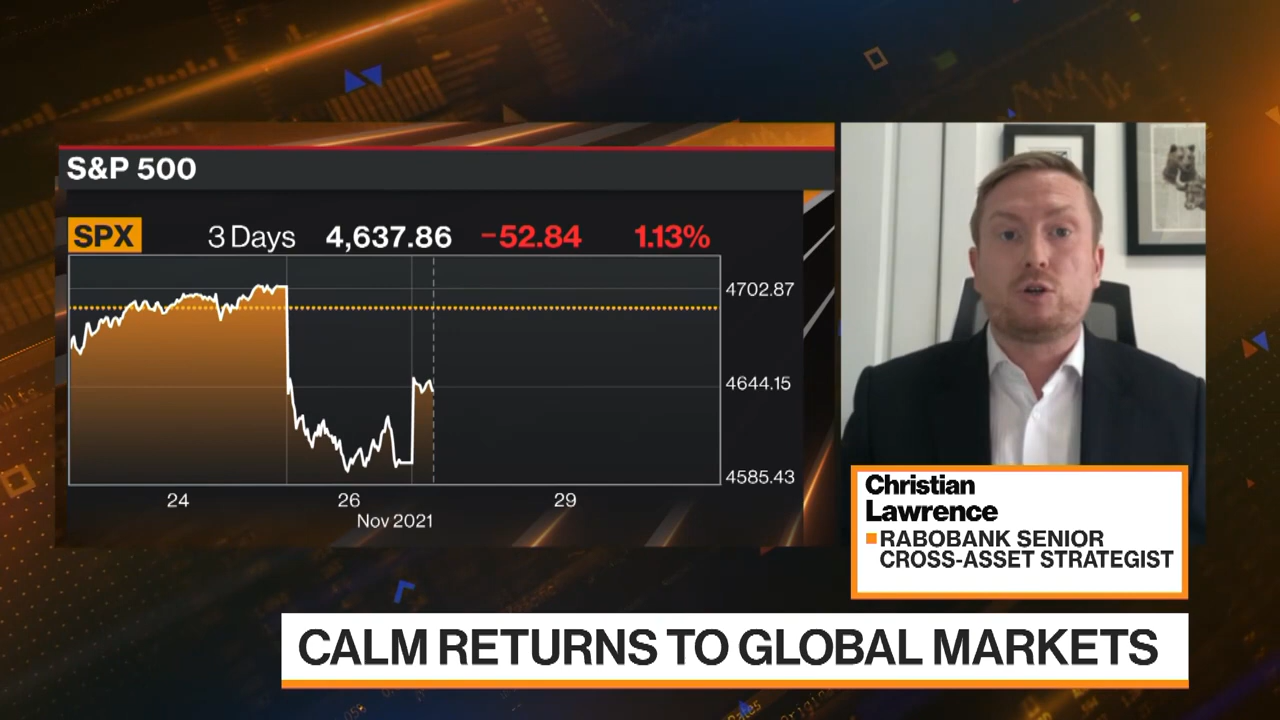 S&P 500
SPX 3 Days 4,637.86 −52.84 1.13%
4702.87
4644.15
4585.43
24 26 29
Nov 2021
Christian
Lawrence
RABOBANK SENIOR
CROSS-ASSET STRATEGIST
CALM RETURNS TO GLOBAL MARKETS